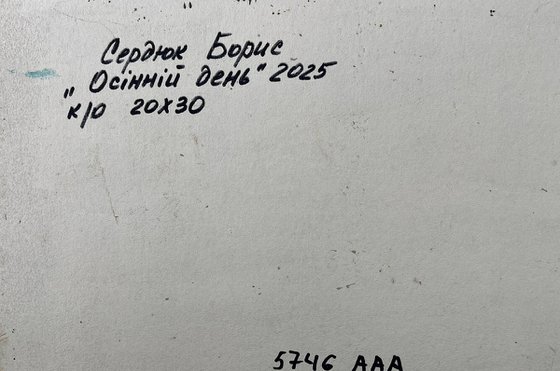 Сердюк Борис
„Осінній день" 2025
к/о 20х30
5746 ААА